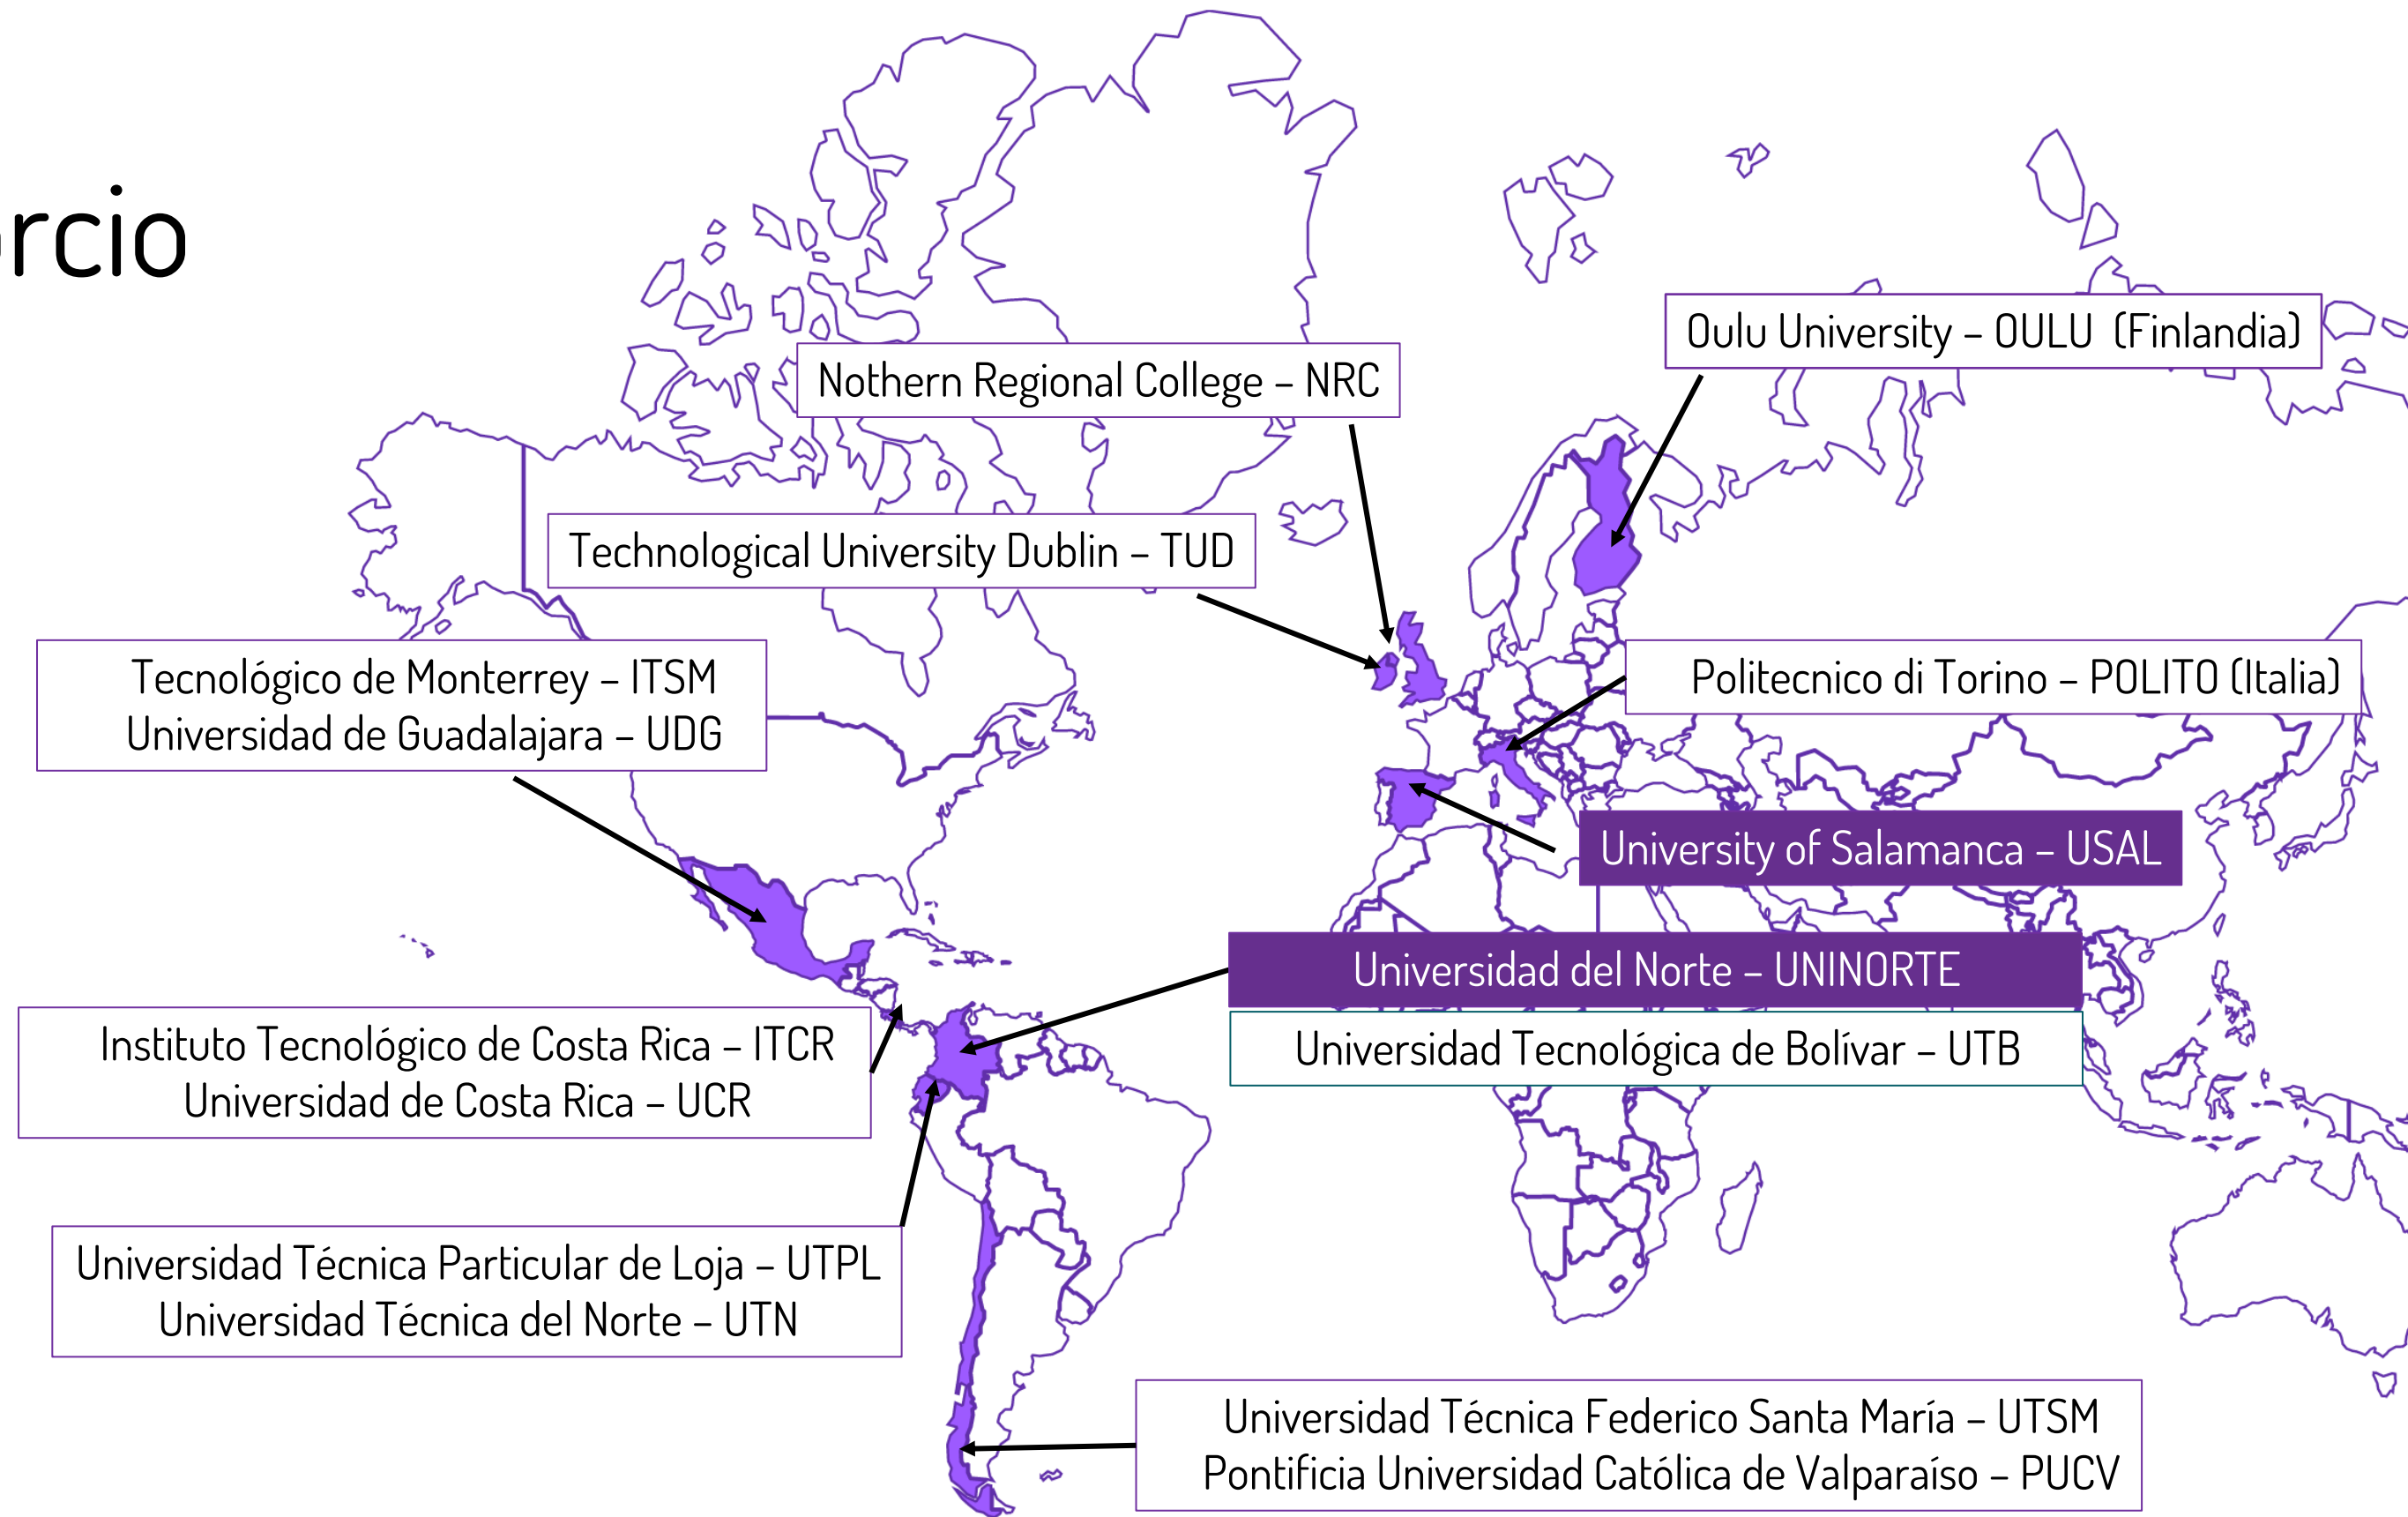 rcio
Oulu University – OULU (Finlandia)
Nothern Regional College – NRC
Technological University Dublin – TUD
Tecnológico de Monterrey – ITSM
Universidad de Guadalajara – UDG
Politecnico di Torino – POLITO (Italia)
University of Salamanca – USAL
Universidad del Norte – UNINORTE
Universidad Tecnológica de Bolívar – UTB
Instituto Tecnológico de Costa Rica – ITCR
Universidad de Costa Rica – UCR
Universidad Técnica Particular de Loja – UTPL
Universidad Técnica del Norte – UTN
Universidad Técnica Federico Santa María – UTSM
Pontificia Universidad Católica de Valparaíso – PUCV